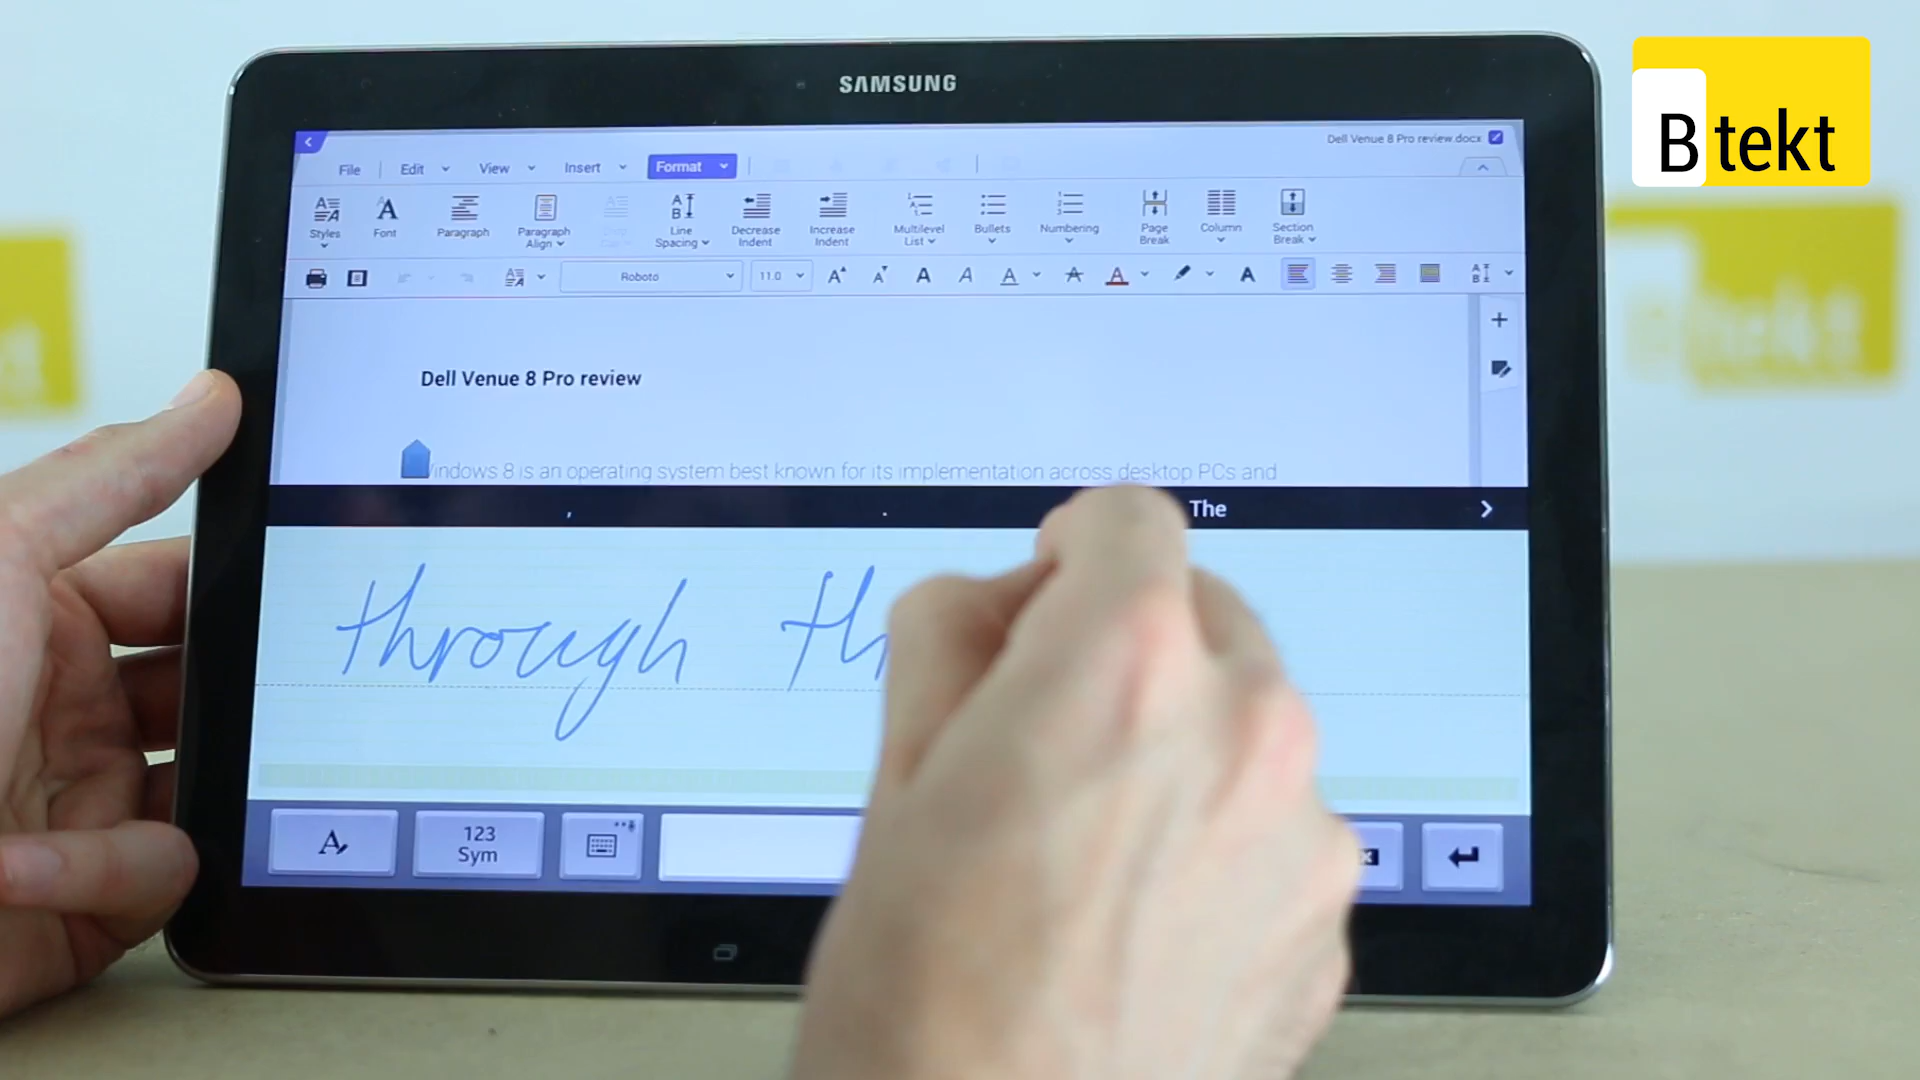 SAMSUNG
B tekt
Dell Venue 8 Pro review.docx
File Edit View Insert Format
Styles Font Paragraph Paragraph Align Line Spacing Decrease Indent Increase Indent Multilevel List Bullets Numbering Page Break Column Section Break
Roboto 11.0
Dell Venue 8 Pro review
indows 8 is an operating system best known for its implementation across desktop PCs and
, . The
through th
123
Sym